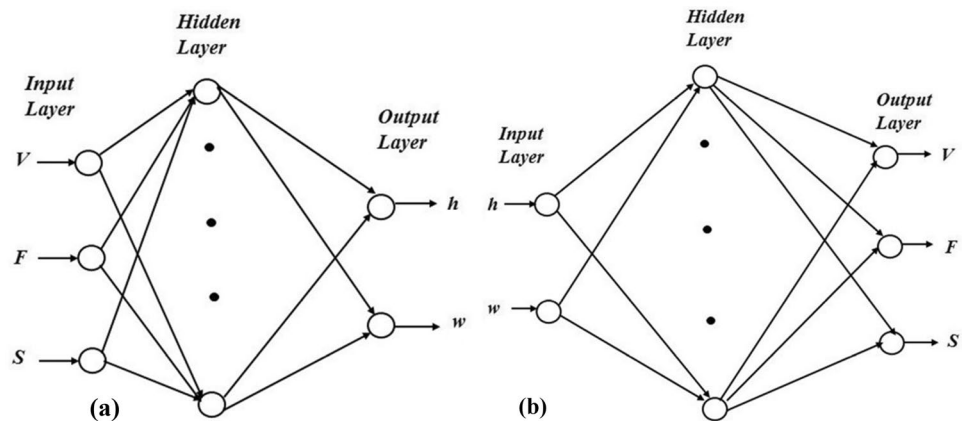 Hidden
Layer
Input
Layer
Output
Layer
V
F
S
h
w
(a)
Hidden
Layer
Input
Layer
Output
Layer
h
w
V
F
S
(b)